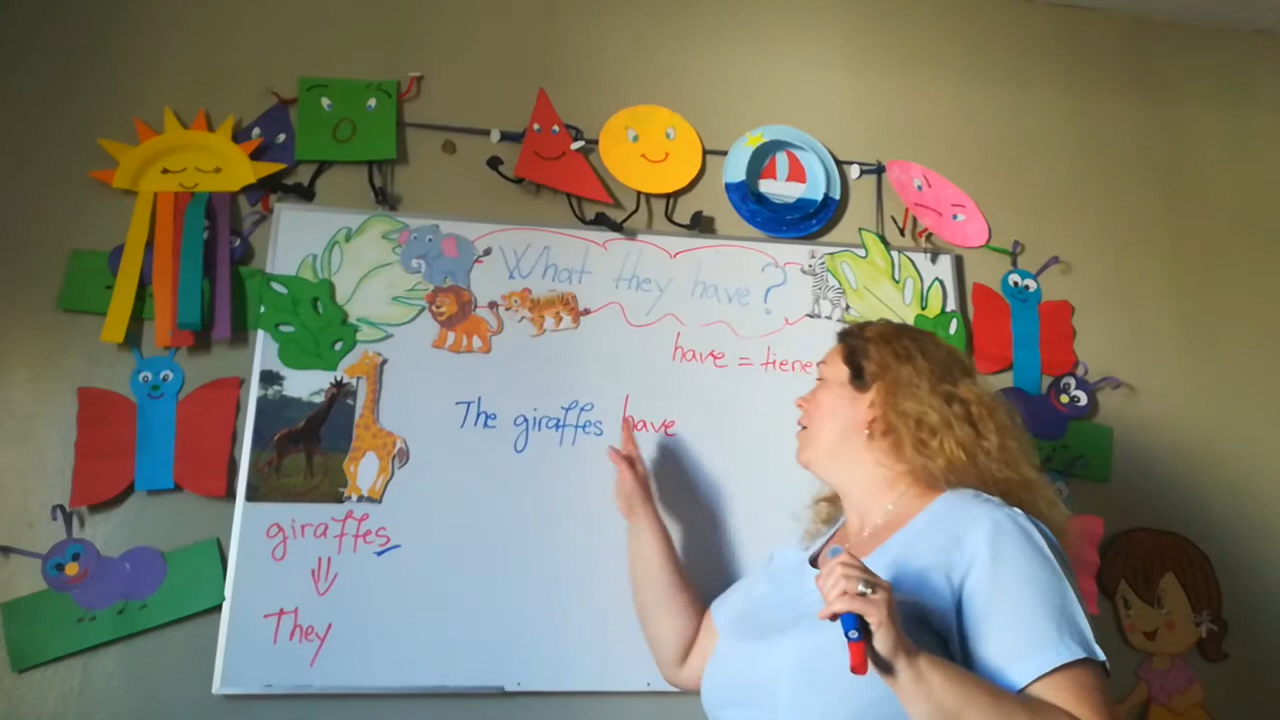 What they have?
have = tiene
The giraffes have
giraffes
They